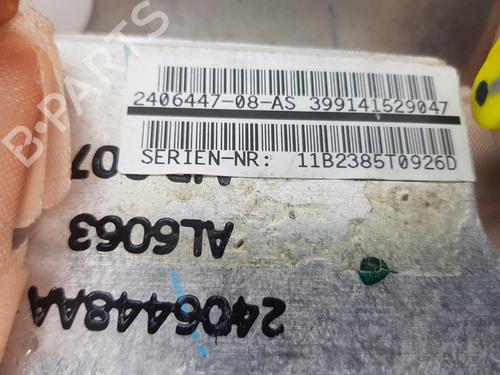 2406447-08-AS 399141529047
SERIEN-NR: 11B2385T0926D
AL6063
2406448AA
B-PARTS